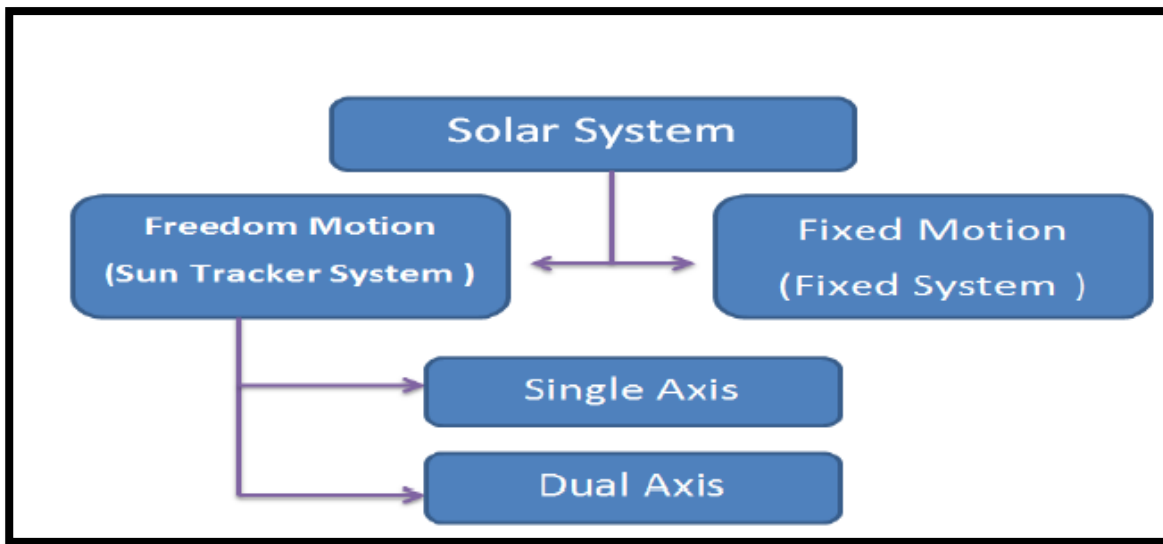 Solar System
Freedom Motion
(Sun Tracker System )
Fixed Motion
(Fixed System )
Single Axis
Dual Axis